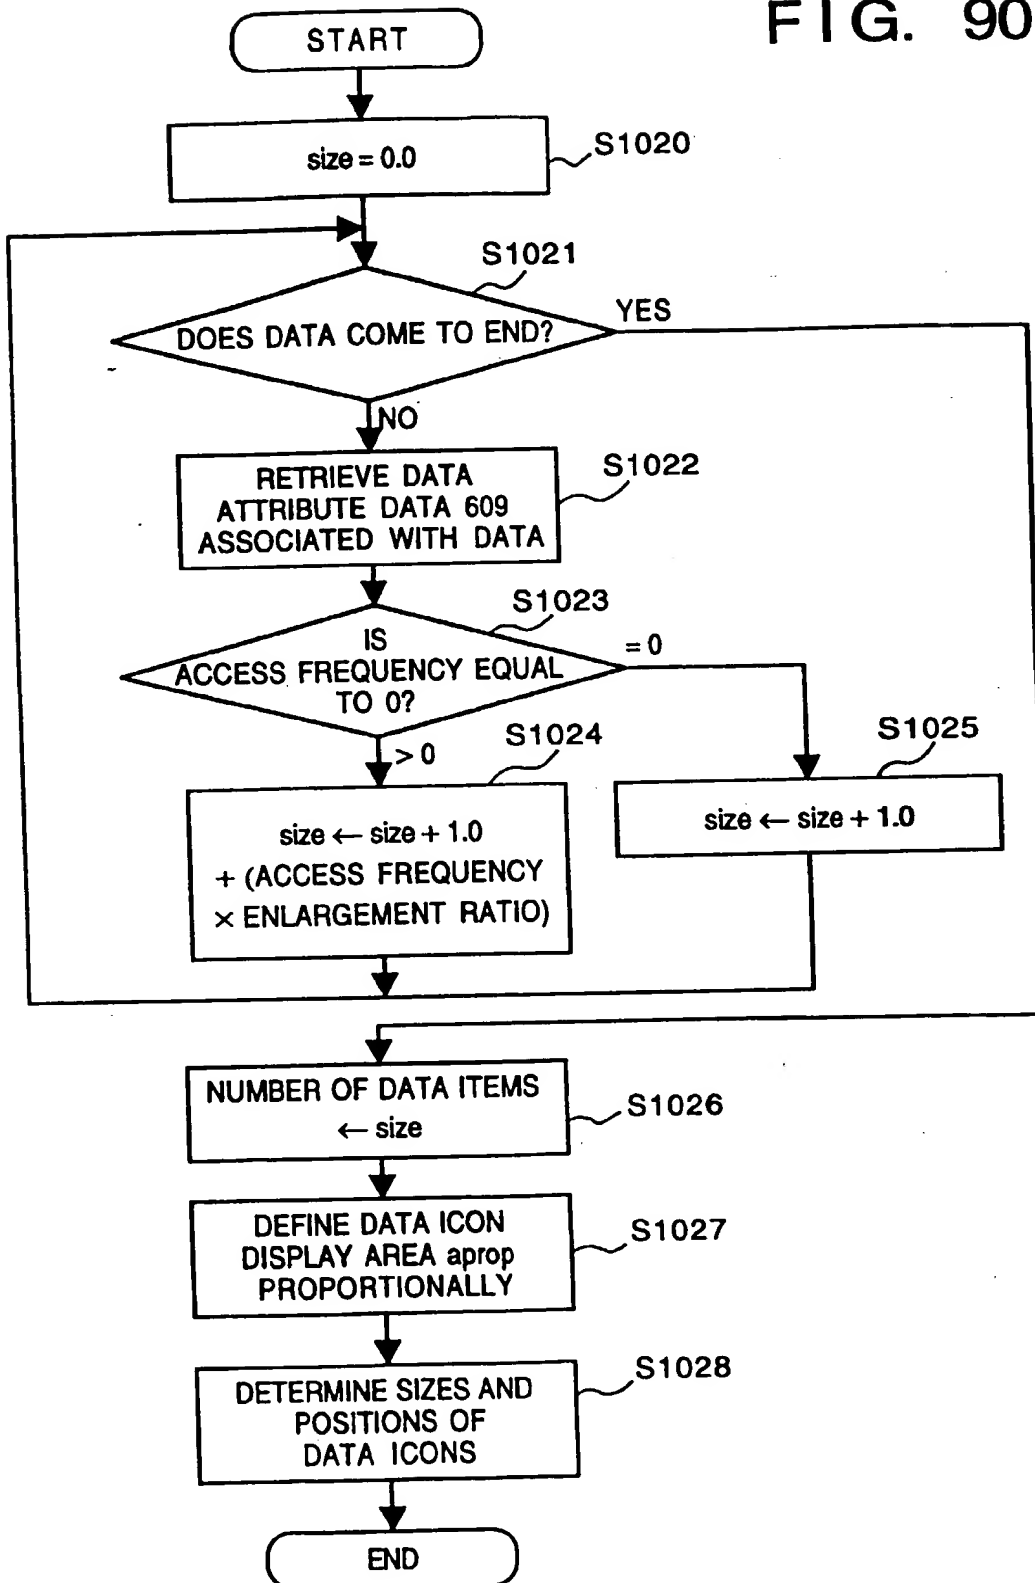 FIG. 90
START
size = 0.0
S1020
S1021
DOES DATA COME TO END?
YES
NO
RETRIEVE DATA
ATTRIBUTE DATA 609
ASSOCIATED WITH DATA
S1022
S1023
IS
ACCESS FREQUENCY EQUAL
TO 0?
= 0
> 0
S1024
size ← size + 1.0
+ (ACCESS FREQUENCY
× ENLARGEMENT RATIO)
S1025
size ← size + 1.0
NUMBER OF DATA ITEMS
← size
S1026
DEFINE DATA ICON
DISPLAY AREA aprop
PROPORTIONALLY
S1027
DETERMINE SIZES AND
POSITIONS OF
DATA ICONS
S1028
END